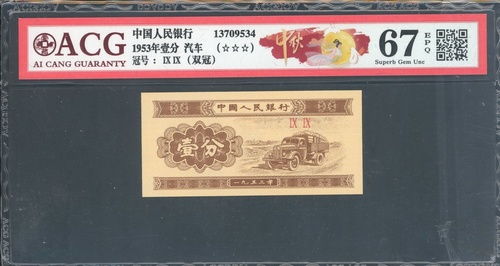 ACG
AI CANG GUARANTY
中国人民银行 13709534
1953年壹分 汽车 (☆☆☆)
冠号： IX IX （双冠）
中秋
67
EPQ
Superb Gem Unc
中國人民銀行
IX IX
壹分
一九五三年